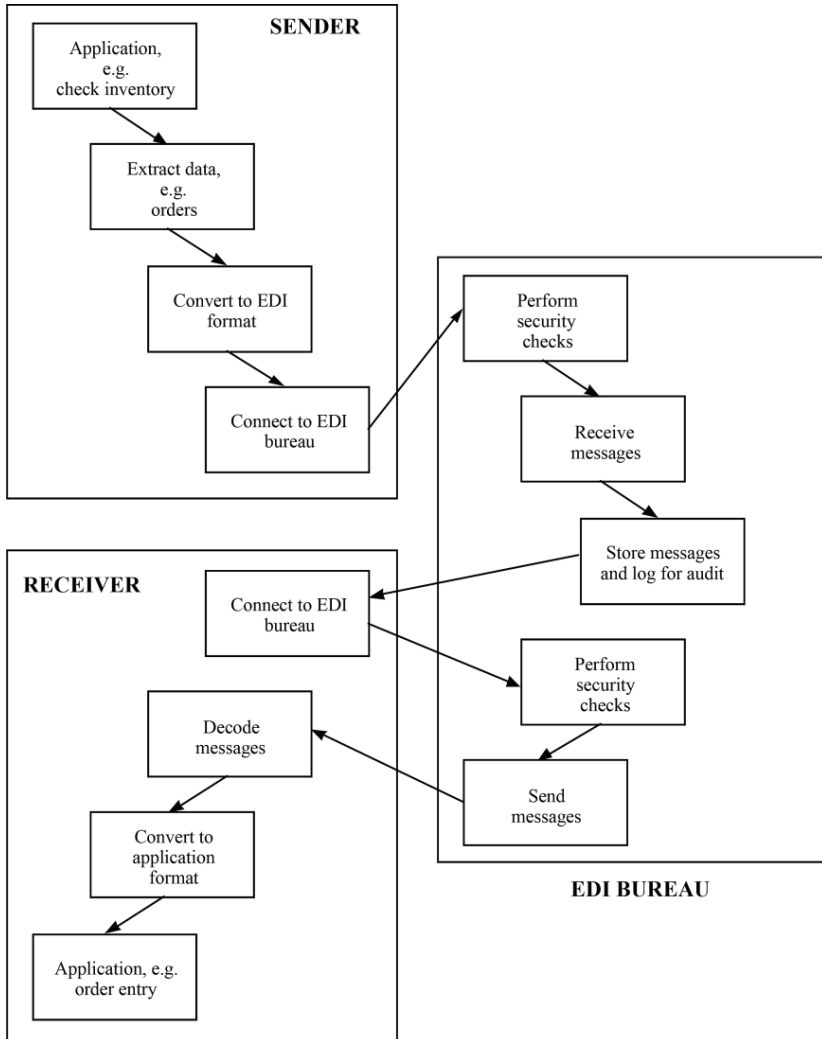 SENDER
Application,
e.g.
check inventory
Extract data,
e.g.
orders
Convert to EDI
format
Connect to EDI
bureau
Perform
security
checks
Receive
messages
Store messages
and log for audit
RECEIVER
Connect to EDI
bureau
Perform
security
checks
Send
messages
Decode
messages
Convert to
application
format
Application, e.g.
order entry
EDI BUREAU